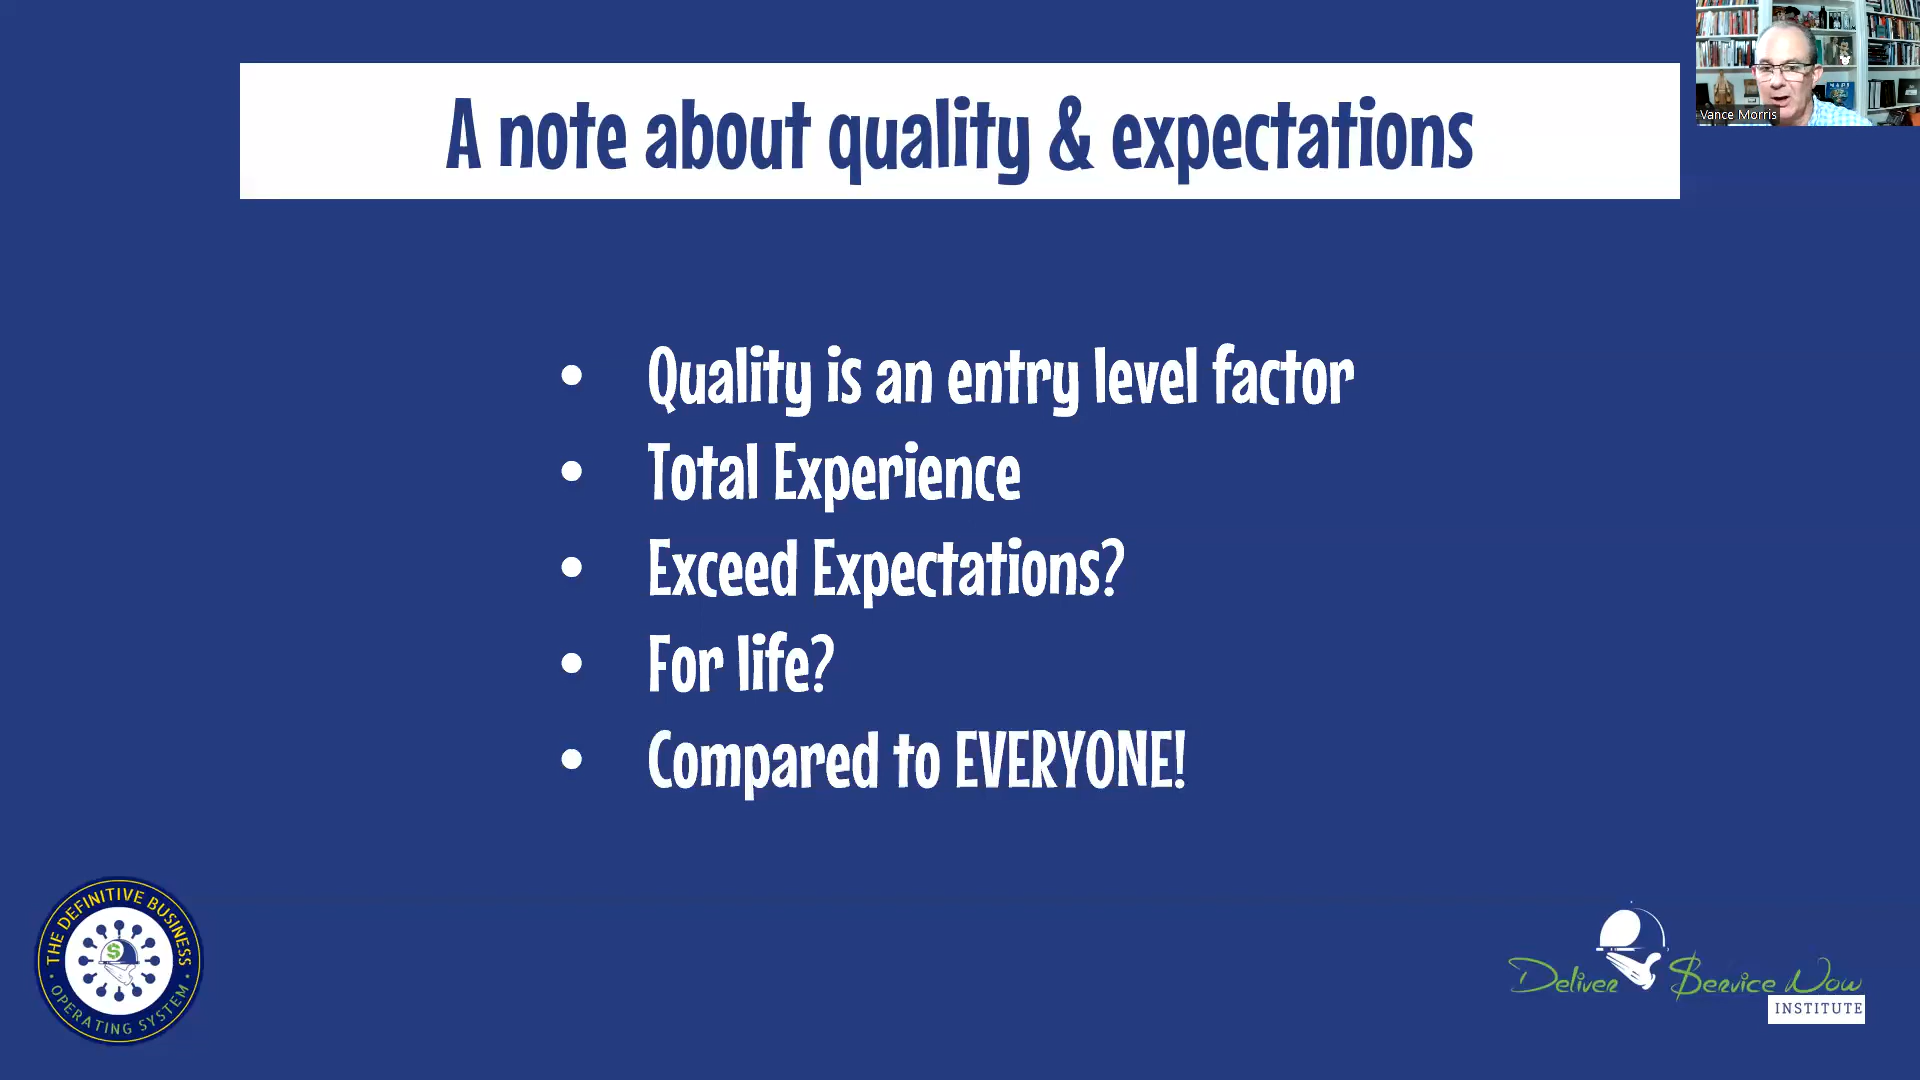 A note about quality & expectations
Vance Morris
• Quality is an entry level factor
• Total Experience
• Exceed Expectations?
• For life?
• Compared to EVERYONE!
THE DEFINITIVE BUSINESS
• OPERATING SYSTEM •
$
Deliver $ervice Now
INSTITUTE